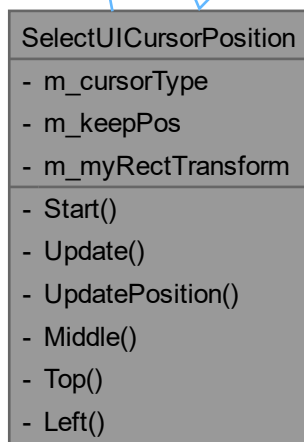 SelectUICursorPosition
- m_cursorType
- m_keepPos
- m_myRectTransform
- Start()
- Update()
- UpdatePosition()
- Middle()
- Top()
- Left()